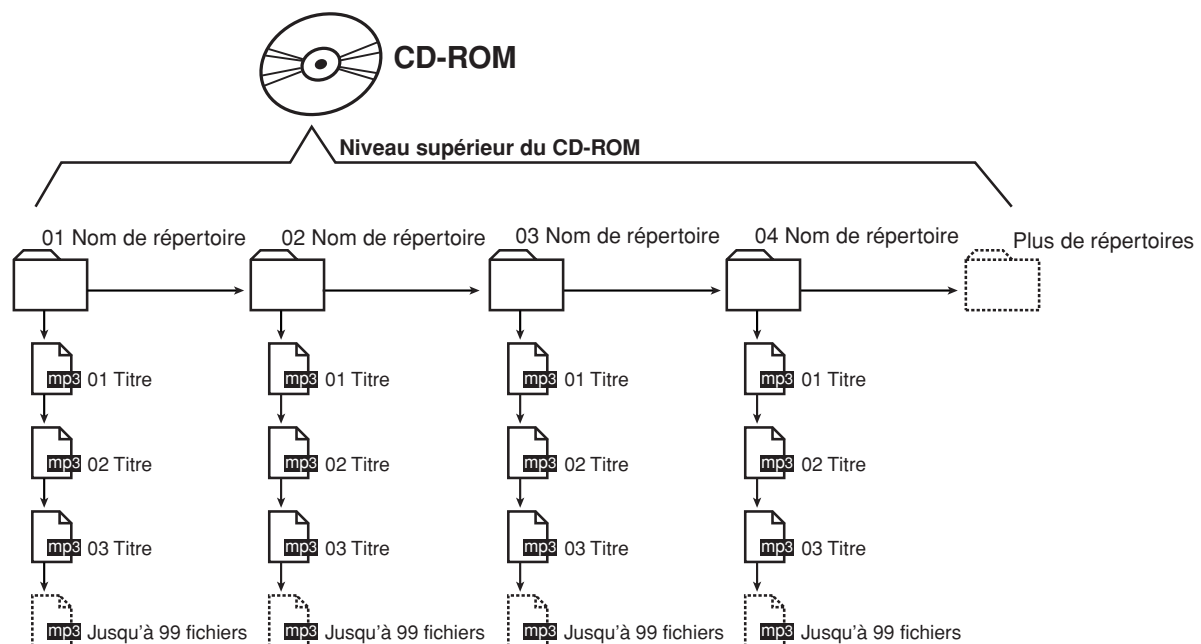 CD-ROM
Niveau supérieur du CD-ROM
01 Nom de répertoire
02 Nom de répertoire
03 Nom de répertoire
04 Nom de répertoire
Plus de répertoires
mp3 01 Titre
mp3 01 Titre
mp3 01 Titre
mp3 01 Titre
mp3 02 Titre
mp3 02 Titre
mp3 02 Titre
mp3 02 Titre
mp3 03 Titre
mp3 03 Titre
mp3 03 Titre
mp3 03 Titre
mp3 Jusqu'à 99 fichiers
mp3 Jusqu'à 99 fichiers
mp3 Jusqu'à 99 fichiers
mp3 Jusqu'à 99 fichiers